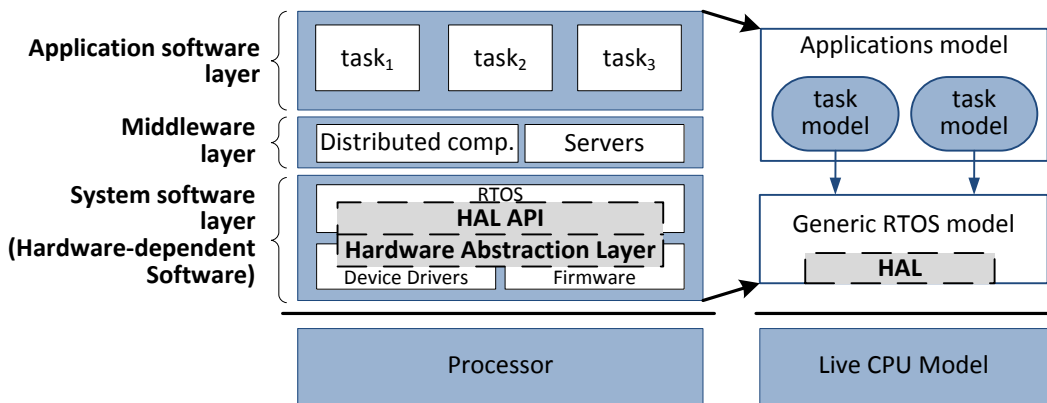 Application software
layer
task₁
task₂
task₃
Applications model
task
model
task
model
Middleware
layer
Distributed comp.
Servers
System software
layer
(Hardware-dependent
Software)
RTOS
HAL API
Hardware Abstraction Layer
Device Drivers
Firmware
Generic RTOS model
HAL
Processor
Live CPU Model